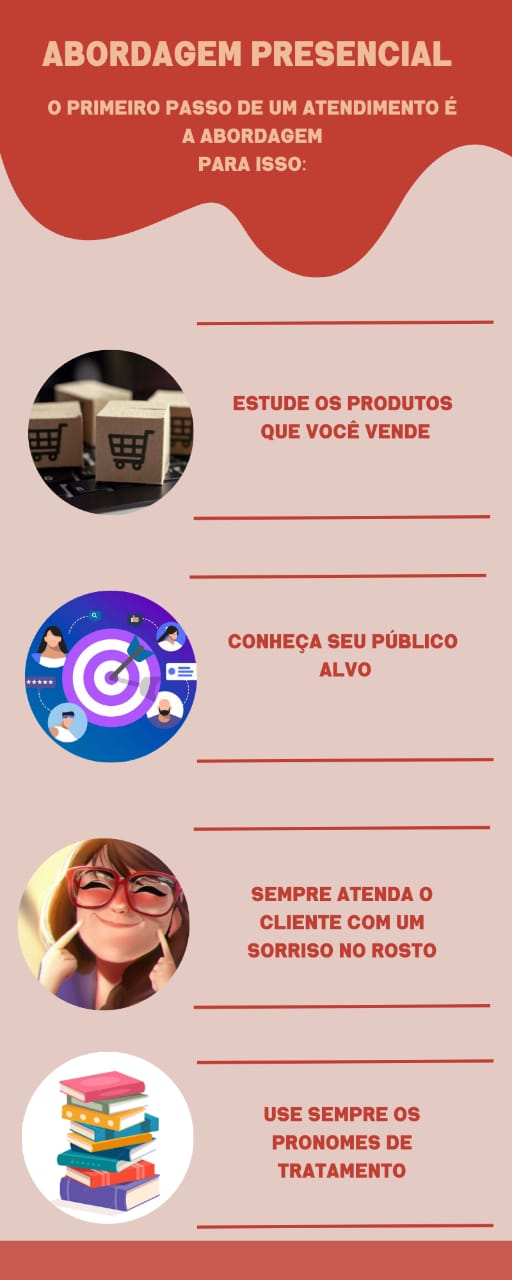 ABORDAGEM PRESENCIAL
O PRIMEIRO PASSO DE UM ATENDIMENTO É
A ABORDAGEM
PARA ISSO:
ESTUDE OS PRODUTOS
QUE VOCÊ VENDE
CONHEÇA SEU PÚBLICO
ALVO
SEMPRE ATENDA O
CLIENTE COM UM
SORRISO NO ROSTO
USE SEMPRE OS
PRONOMES DE
TRATAMENTO